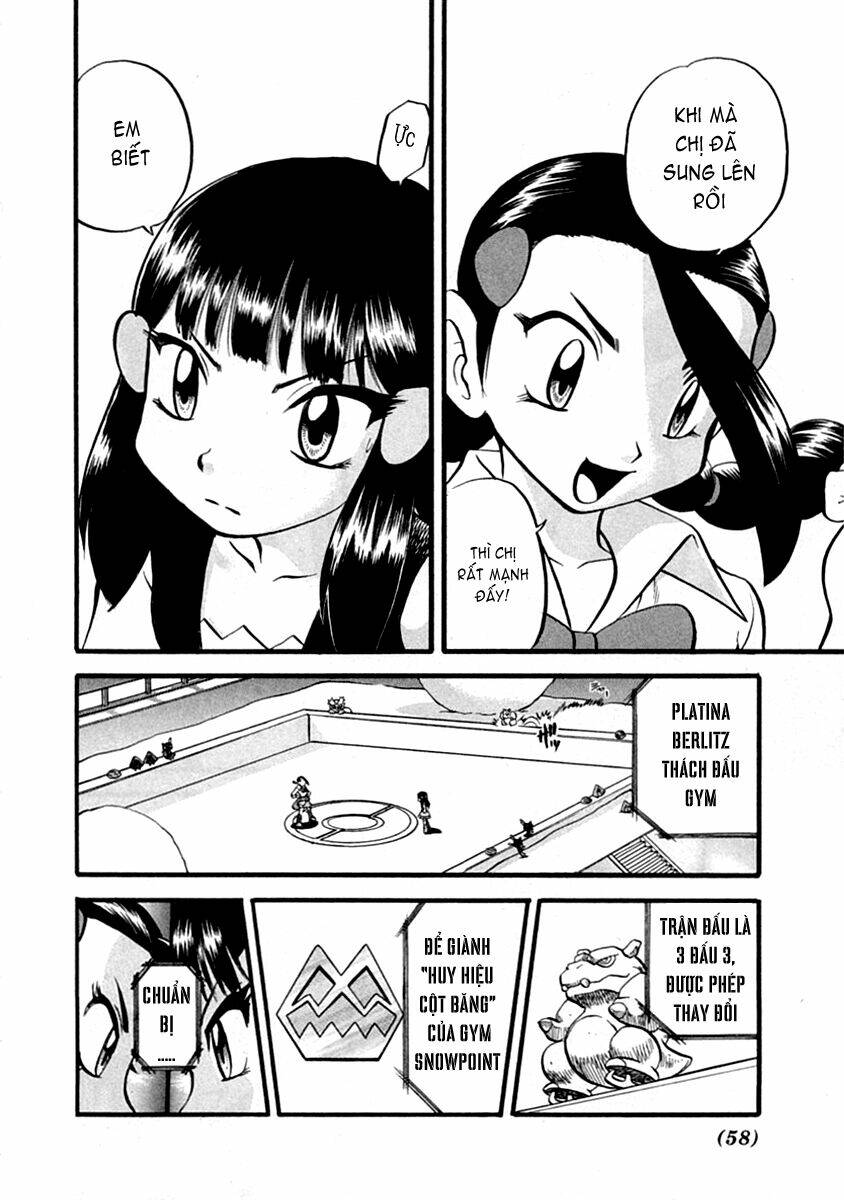 KHI MÀ
CHỊ ĐÃ
SUNG LÊN
RỒI
THÌ CHỊ
RẤT MẠNH
ĐẤY!
ỰC
EM
BIẾT
PLATINA
BERLITZ
THÁCH ĐẤU
GYM
TRẬN ĐẤU LÀ
3 ĐẤU 3,
ĐƯỢC PHÉP
THAY ĐỔI
ĐỂ GIÀNH
"HUY HIỆU
CỘT BĂNG"
CỦA GYM
SNOWPOINT
CHUẨN
BỊ
.....
(58)